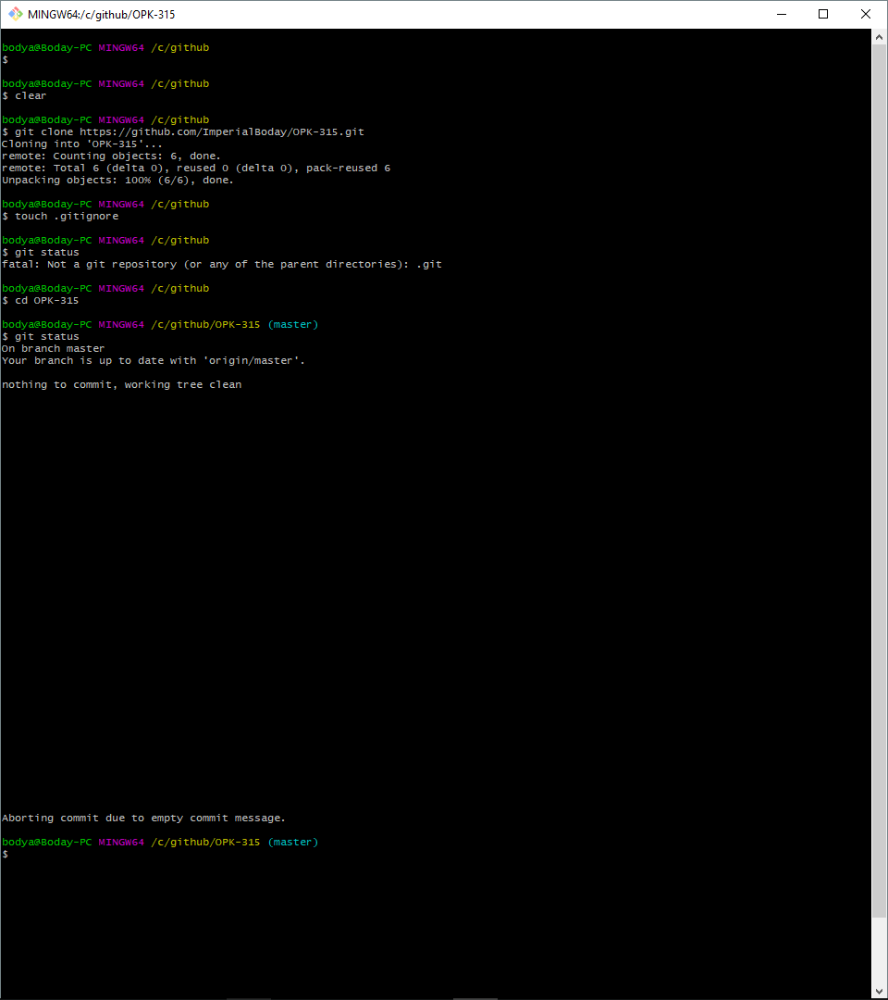 MINGW64:/c/github/OPK-315
bodya@Boday-PC MINGW64 /c/github
$
bodya@Boday-PC MINGW64 /c/github
$ clear
bodya@Boday-PC MINGW64 /c/github
$ git clone https://github.com/ImperialBoday/OPK-315.git
Cloning into 'OPK-315'...
remote: Counting objects: 6, done.
remote: Total 6 (delta 0), reused 0 (delta 0), pack-reused 6
Unpacking objects: 100% (6/6), done.
bodya@Boday-PC MINGW64 /c/github
$ touch .gitignore
bodya@Boday-PC MINGW64 /c/github
$ git status
fatal: Not a git repository (or any of the parent directories): .git
bodya@Boday-PC MINGW64 /c/github
$ cd OPK-315
bodya@Boday-PC MINGW64 /c/github/OPK-315 (master)
$ git status
On branch master
Your branch is up to date with 'origin/master'.
nothing to commit, working tree clean
Aborting commit due to empty commit message.
bodya@Boday-PC MINGW64 /c/github/OPK-315 (master)
$